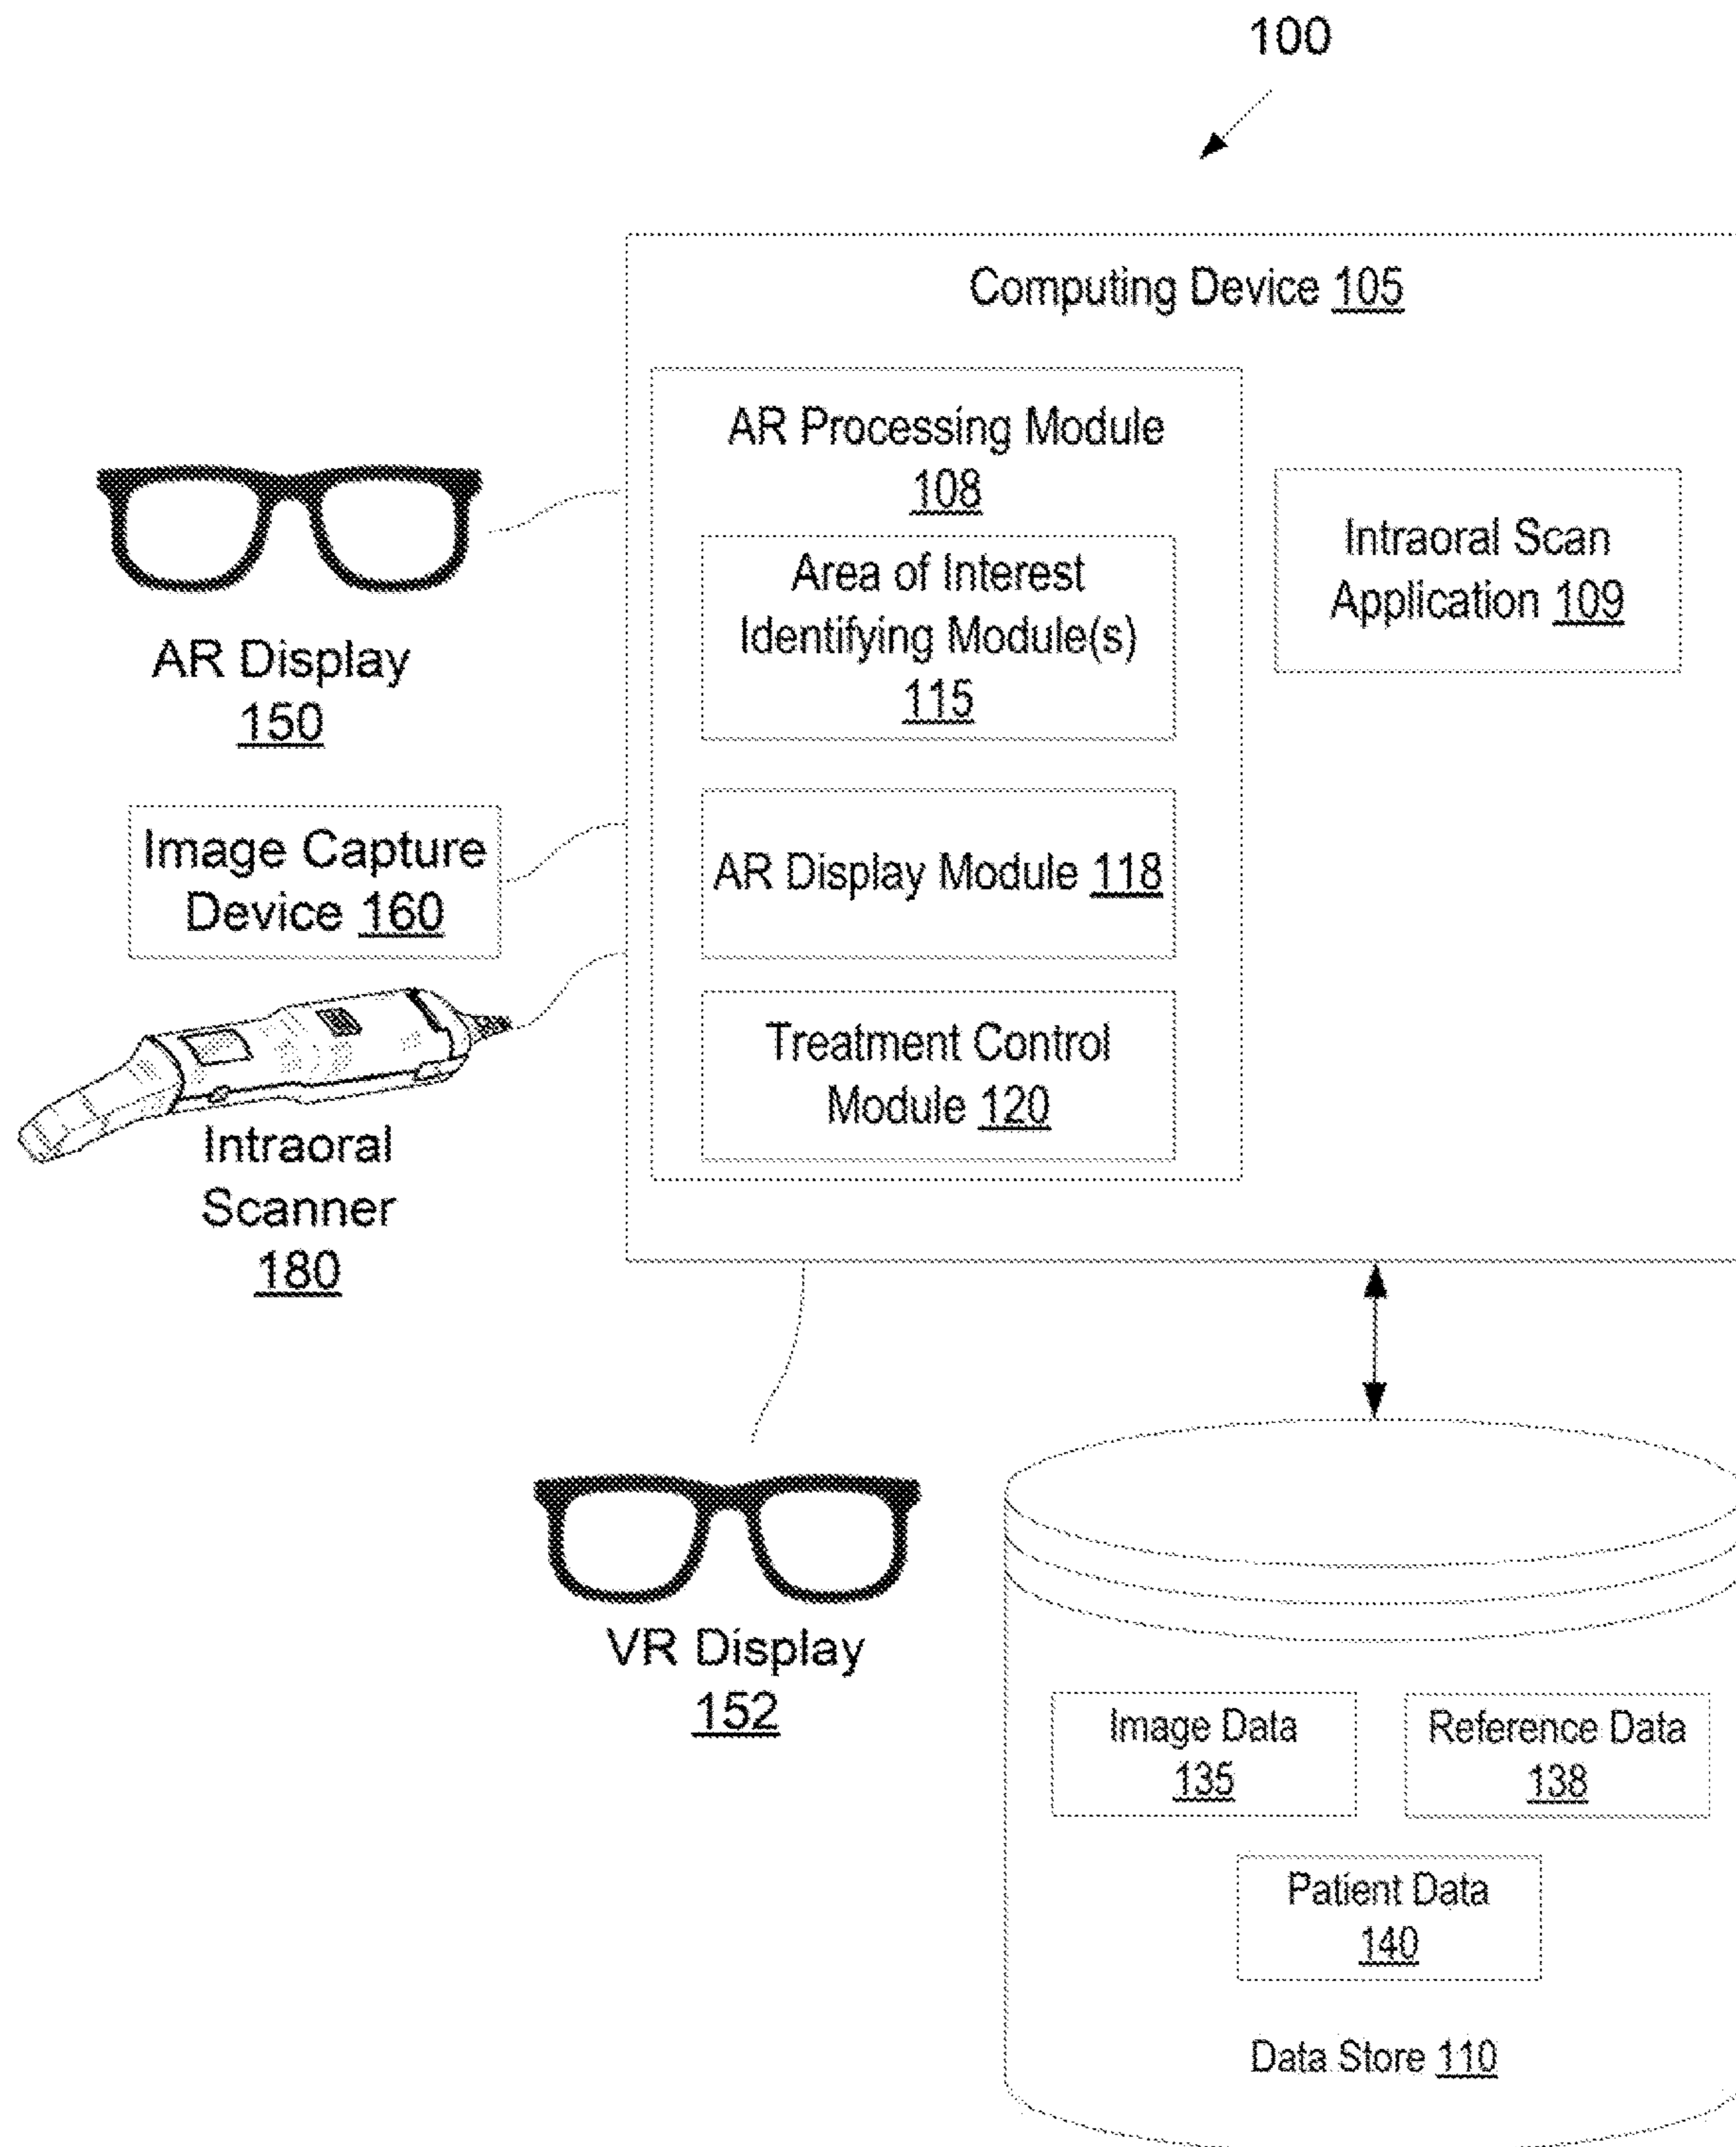 100
Computing Device 105
AR Processing Module
108
Area of Interest
Identifying Module(s)
115
AR Display Module 118
Treatment Control
Module 120
Intraoral Scan
Application 109
AR Display
150
Image Capture
Device 160
Intraoral
Scanner
180
VR Display
152
Image Data
135
Reference Data
138
Patient Data
140
Data Store 110